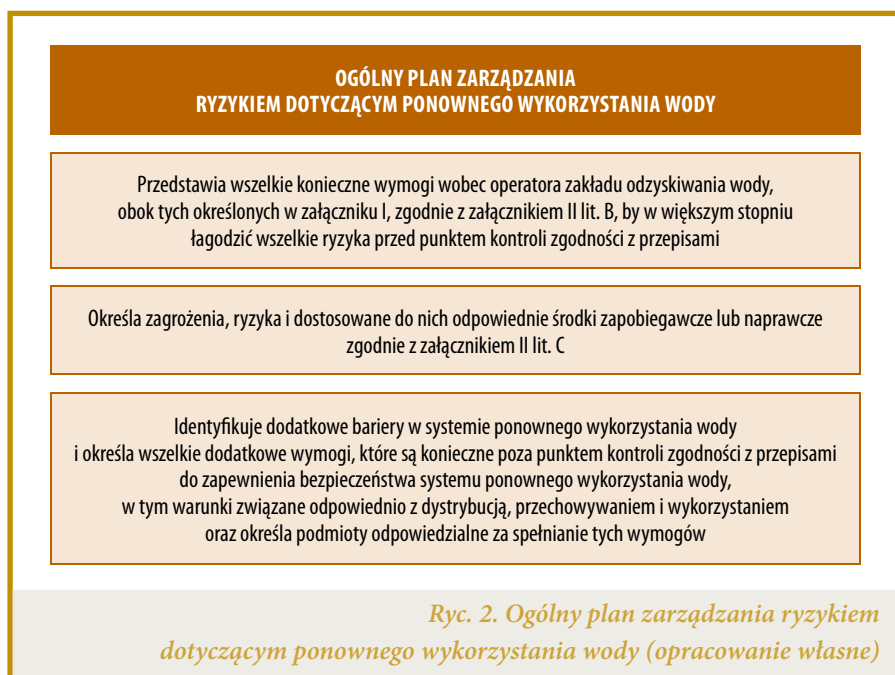 OGÓLNY PLAN ZARZĄDZANIA
RYZYKIEM DOTYCZĄCYM PONOWNEGO WYKORZYSTANIA WODY
Przedstawia wszelkie konieczne wymogi wobec operatora zakładu odzyskiwania wody,
obok tych określonych w załączniku I, zgodnie z załącznikiem II lit. B, by w większym stopniu
łagodzić wszelkie ryzyka przed punktem kontroli zgodności z przepisami
Określa zagrożenia, ryzyka i dostosowane do nich odpowiednie środki zapobiegawcze lub naprawcze
zgodnie z załącznikiem II lit. C
Identyfikuje dodatkowe bariery w systemie ponownego wykorzystania wody
i określa wszelkie dodatkowe wymogi, które są konieczne poza punktem kontroli zgodności z przepisami
do zapewnienia bezpieczeństwa systemu ponownego wykorzystania wody,
w tym warunki związane odpowiednio z dystrybucją, przechowywaniem i wykorzystaniem
oraz określa podmioty odpowiedzialne za spełnianie tych wymogów
Ryc. 2. Ogólny plan zarządzania ryzykiem
dotyczącym ponownego wykorzystania wody (opracowanie własne)